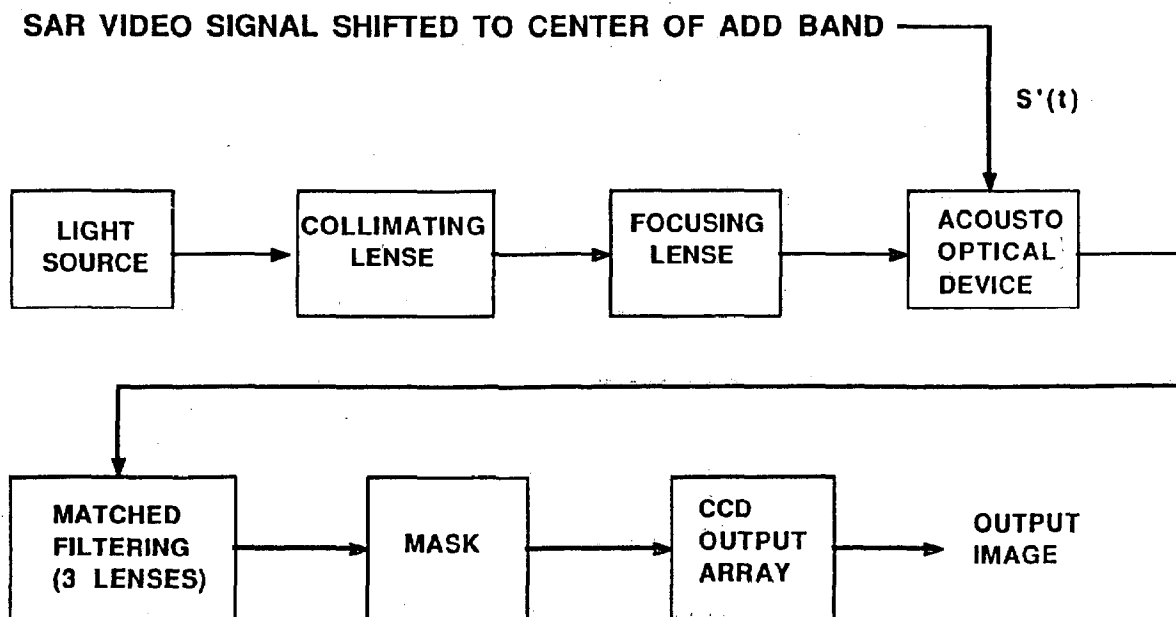 SAR VIDEO SIGNAL SHIFTED TO CENTER OF ADD BAND
S'(t)
LIGHT
SOURCE
COLLIMATING
LENSE
FOCUSING
LENSE
ACOUSTO
OPTICAL
DEVICE
MATCHED
FILTERING
(3 LENSES)
MASK
CCD
OUTPUT
ARRAY
OUTPUT
IMAGE